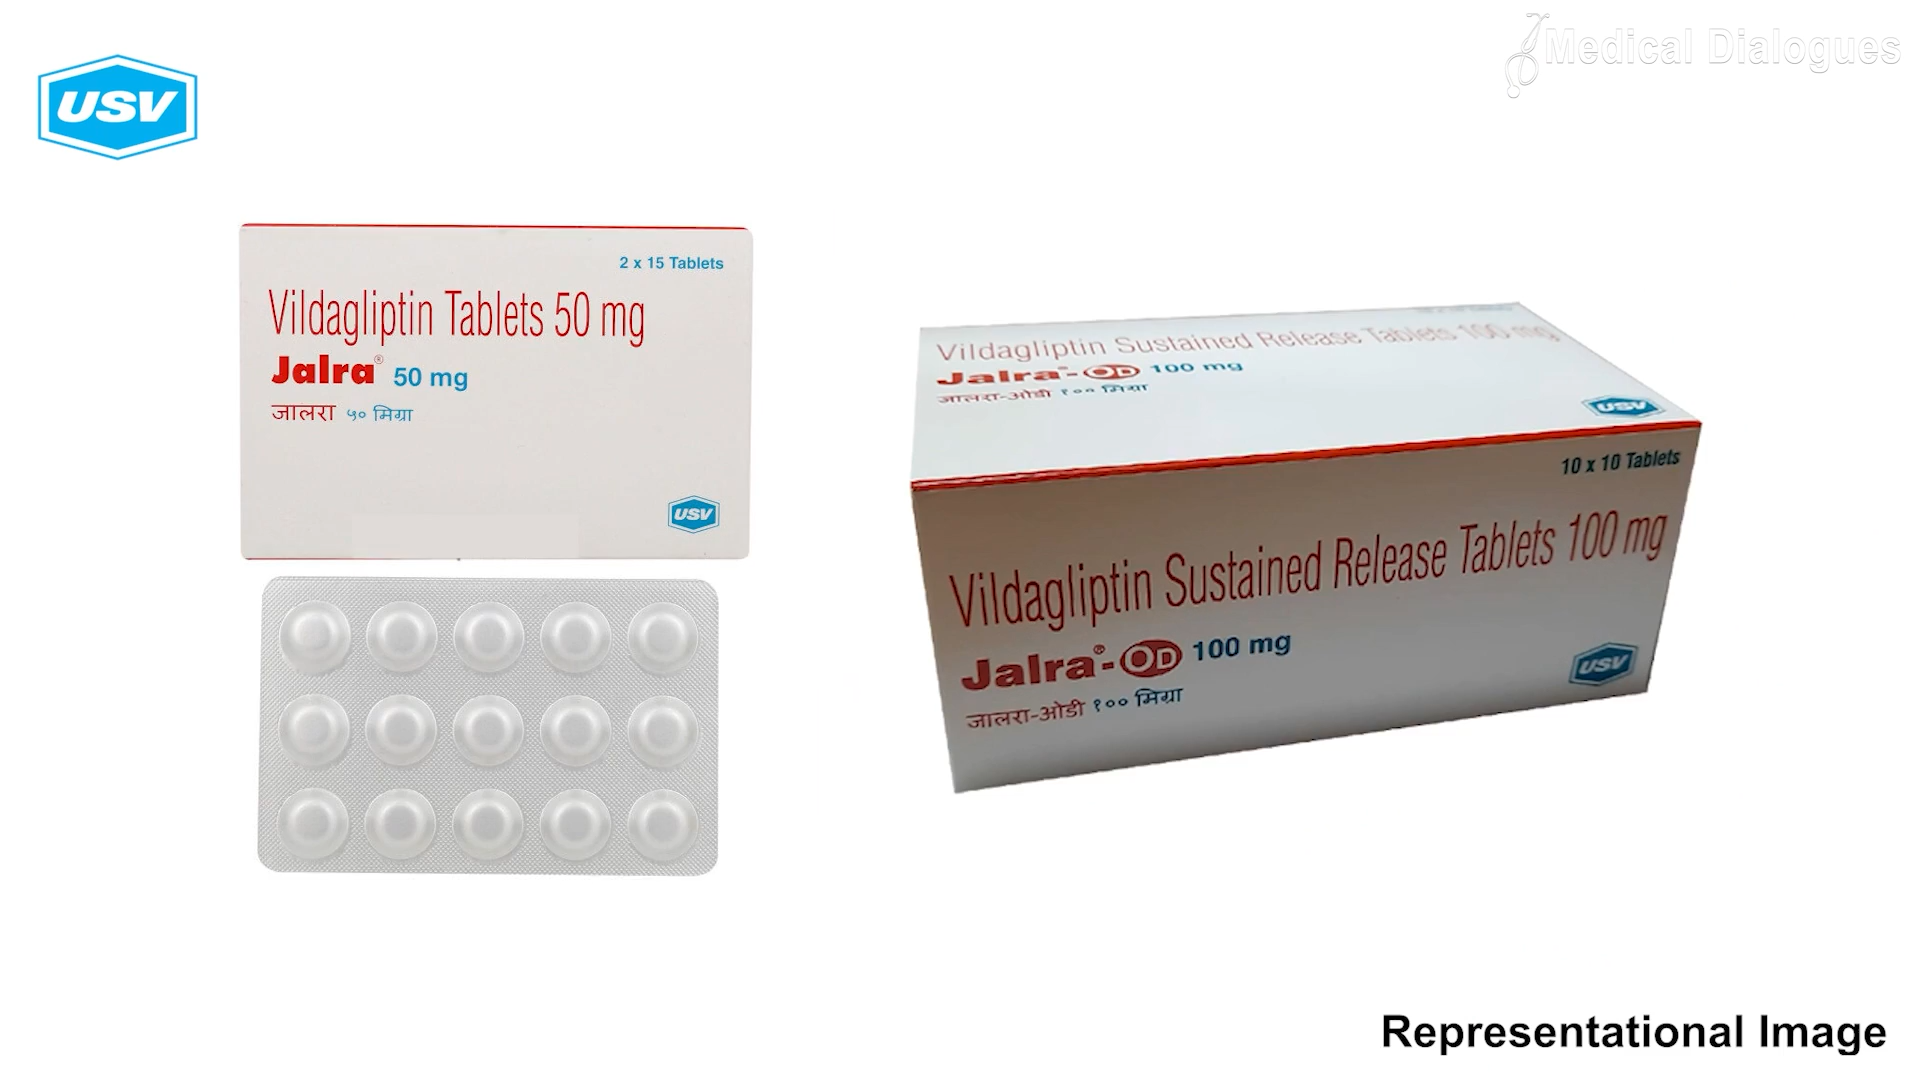 USV
Medical Dialogues
2 x 15 Tablets
Vildagliptin Tablets 50 mg
Jalra® 50 mg
जालरा ५० मिग्रा
USV
Vildagliptin Sustained Release Tablets 100 mg
Jalra®-OD 100 mg
जालरा-ओडी १०० मिग्रा
USV
10 x 10 Tablets
Vildagliptin Sustained Release Tablets 100 mg
Jalra®-OD 100 mg
जालरा-ओडी १०० मिग्रा
USV
Representational Image